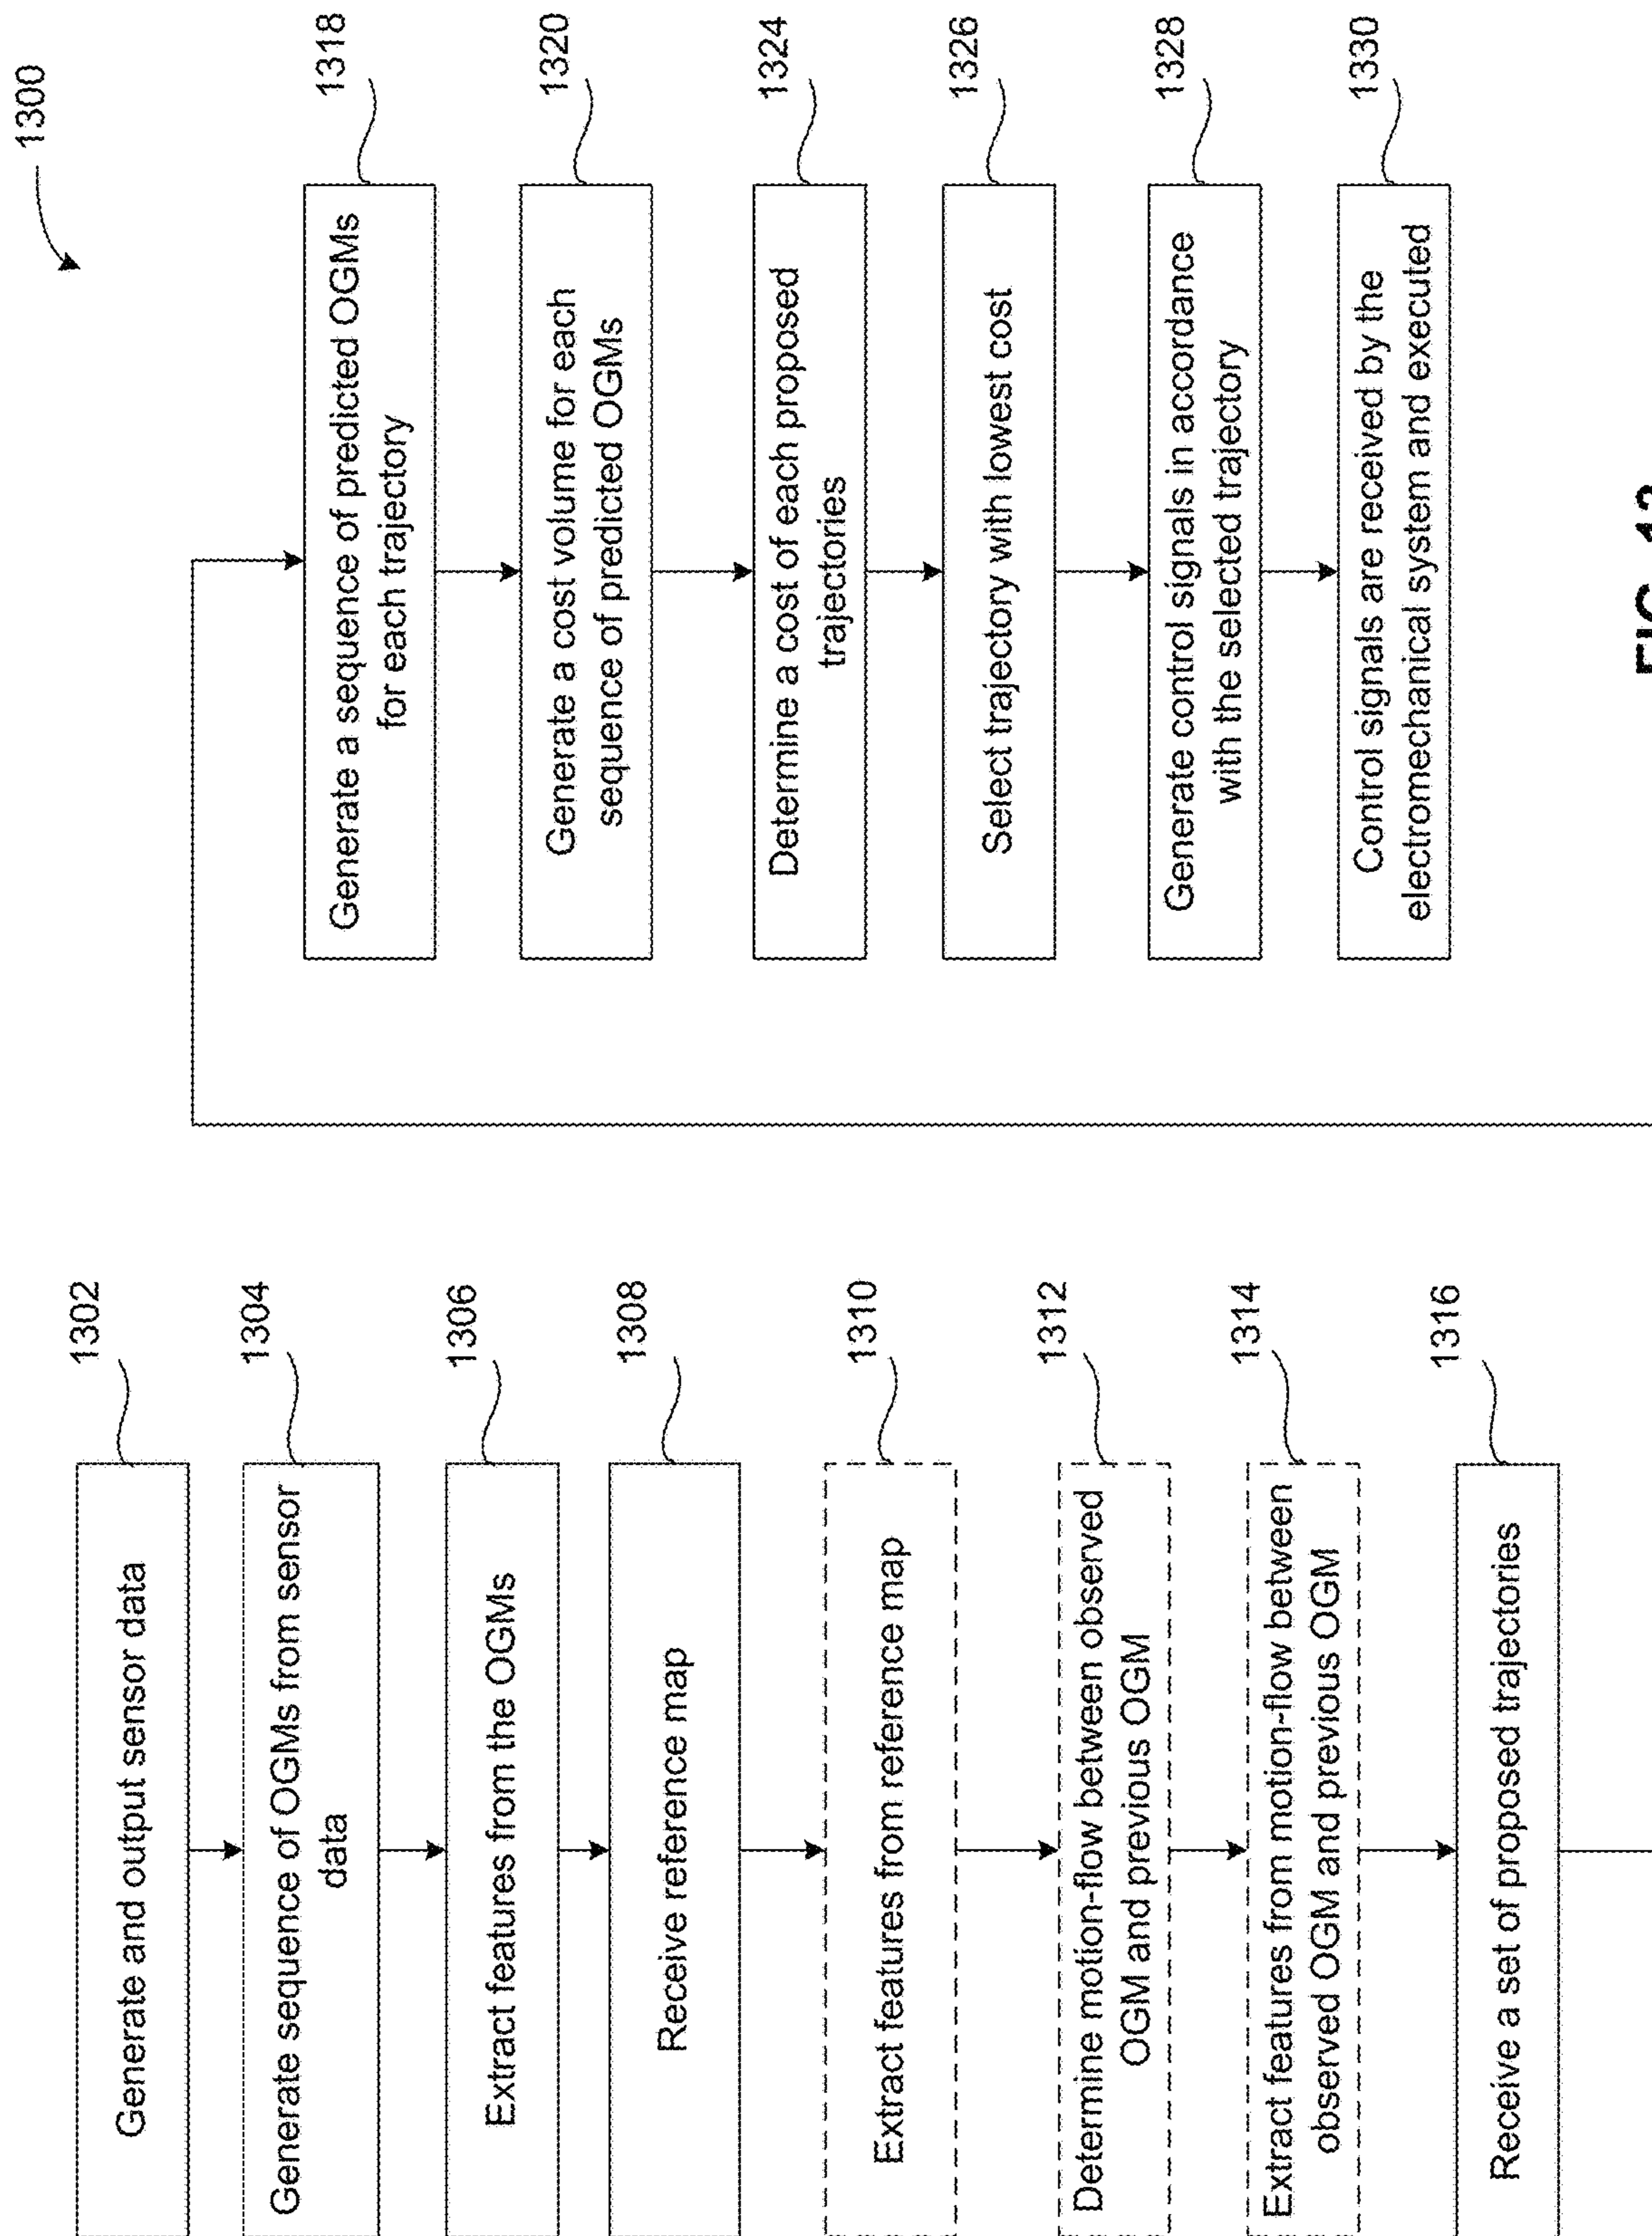 1300
Generate and output sensor data
1302
Generate sequence of OGMs from sensor
data
1304
Extract features from the OGMs
1306
Receive reference map
1308
Extract features from reference map
1310
Determine motion-flow between observed
OGM and previous OGM
1312
Extract features from motion-flow between
observed OGM and previous OGM
1314
Receive a set of proposed trajectories
1316
Generate a sequence of predicted OGMs
for each trajectory
1318
Generate a cost volume for each
sequence of predicted OGMs
1320
Determine a cost of each proposed
trajectories
1324
Select trajectory with lowest cost
1326
Generate control signals in accordance
with the selected trajectory
1328
Control signals are received by the
electromechanical system and executed
1330
FIG.